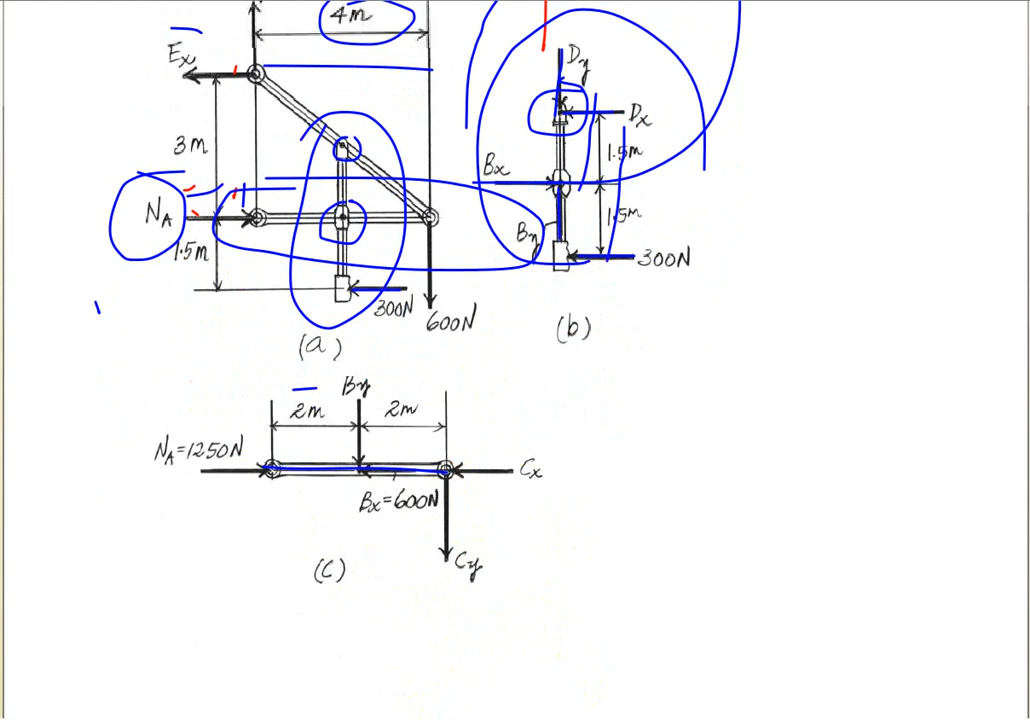 4m
Ex
3m
NA
1.5m
300N
600N
(a)
Dy
Dx
1.5m
Bx
1.5m
By
300N
(b)
By
2m 2m
NA=1250N
Cx
Bx=600N
Cy
(c)